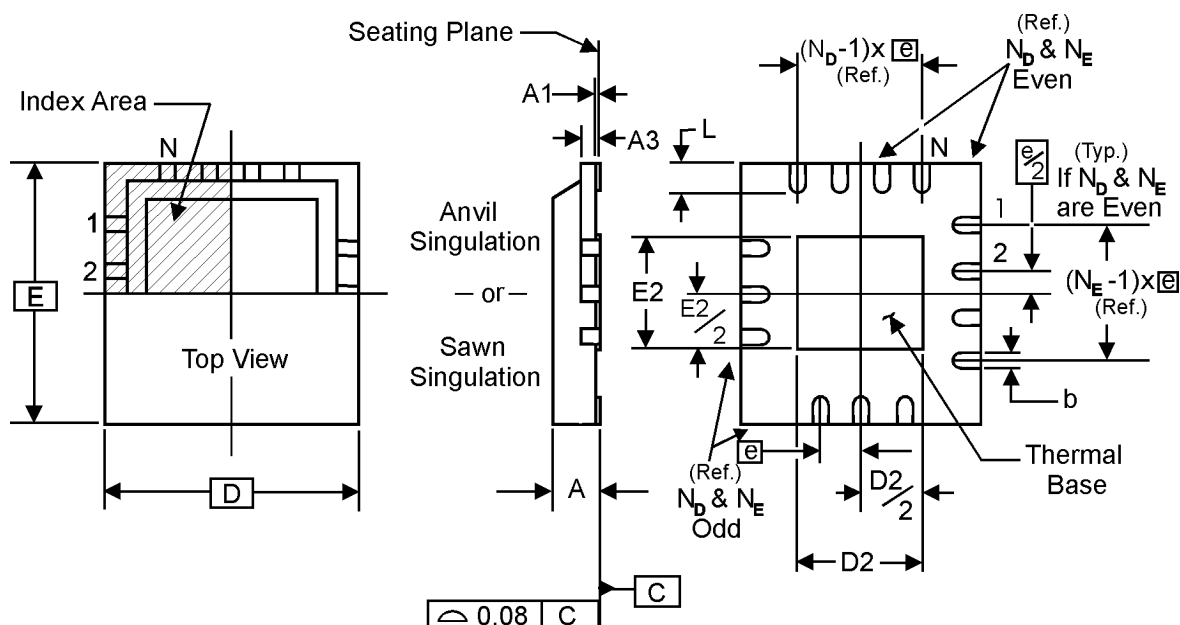 Seating Plane
Index Area
N
1
2
E
Top View
D
A1
A3
L
Anvil
Singulation
— or —
Sawn
Singulation
A
0.08 C
C
(N_D-1)x e
(Ref.)
(Ref.)
N_D & N_E
Even
N
1
2
e/2
(Typ.)
If N_D & N_E
are Even
(N_E-1)x e
(Ref.)
b
E2
E2/2
e
(Ref.)
N_D & N_E
Odd
D2/2
D2
Thermal
Base